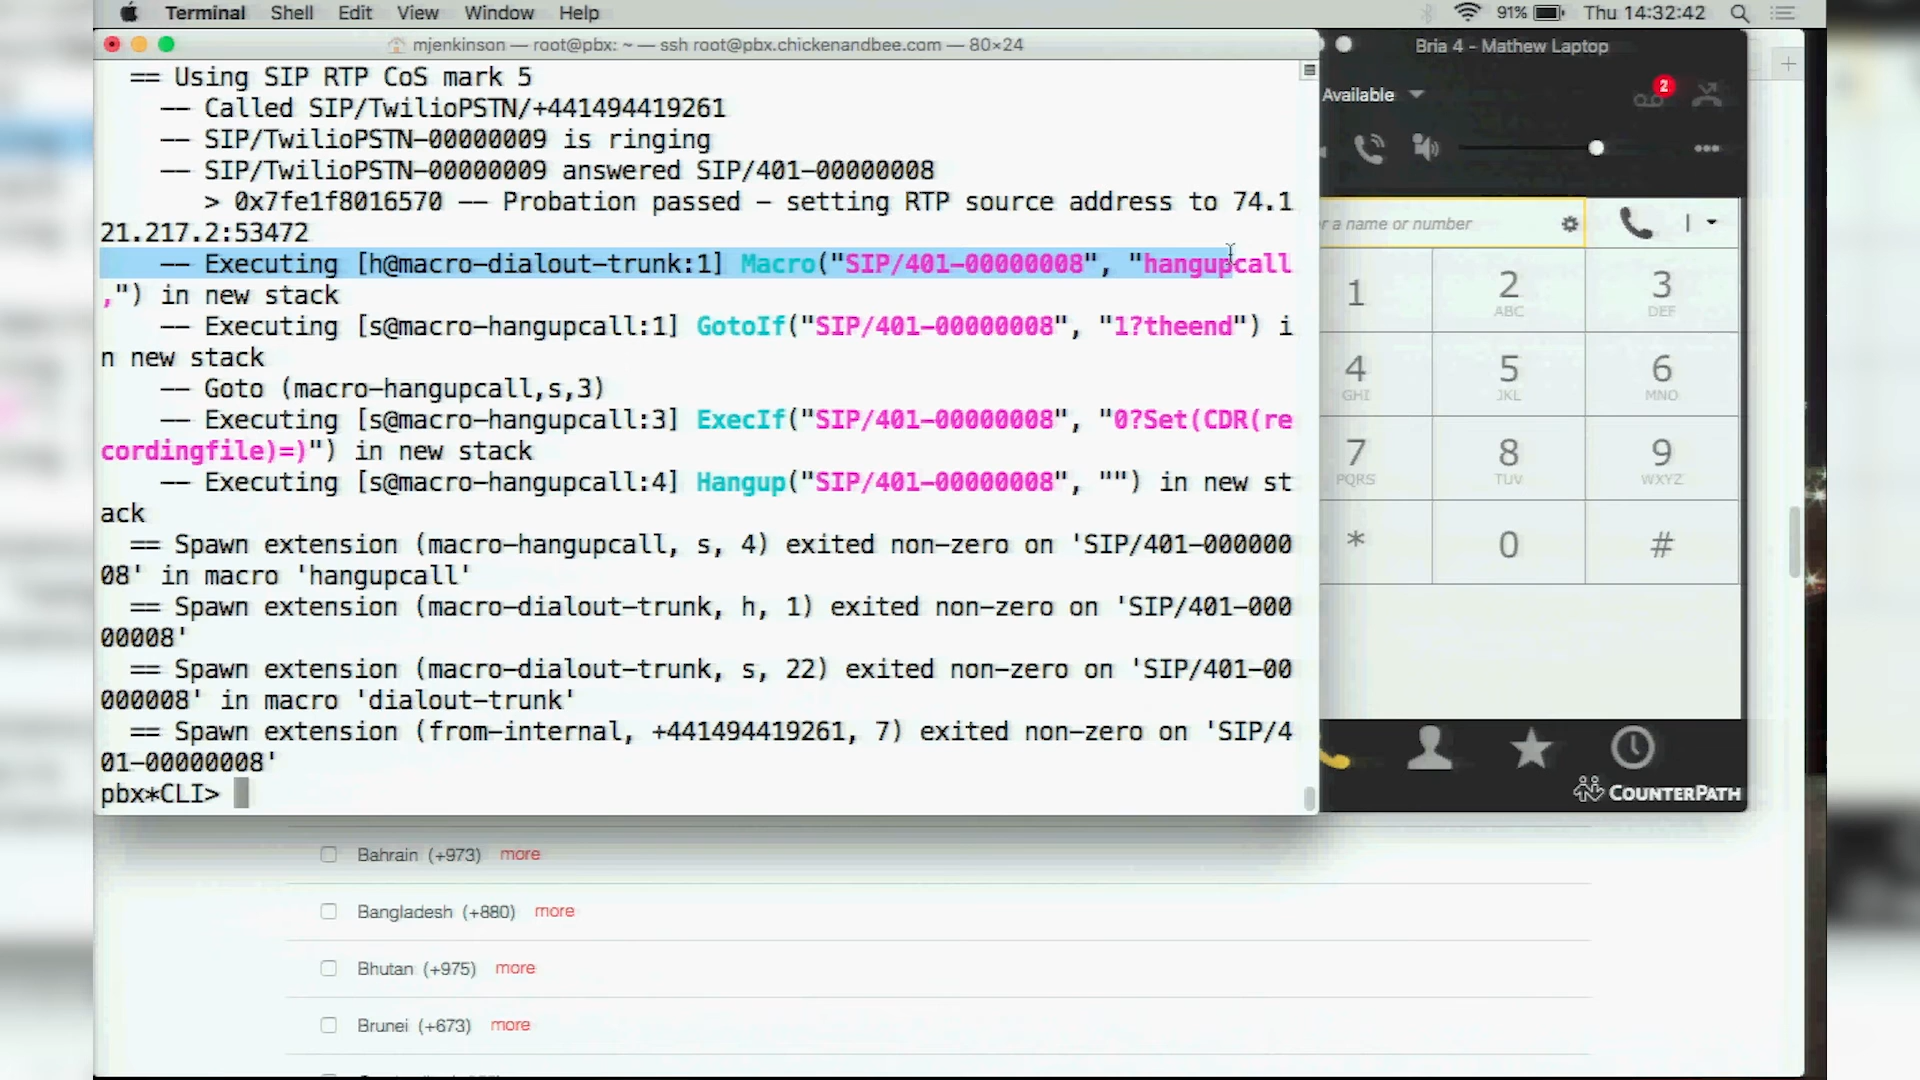 Terminal Shell Edit View Window Help 91% Thu 14:32:42
mjenkinson — root@pbx: ~ — ssh root@pbx.chickenandbee.com — 80×24
== Using SIP RTP CoS mark 5
-- Called SIP/TwilioPSTN/+441494419261
-- SIP/TwilioPSTN-00000009 is ringing
-- SIP/TwilioPSTN-00000009 answered SIP/401-00000008
> 0x7fe1f8016570 -- Probation passed - setting RTP source address to 74.1
21.217.2:53472
-- Executing [h@macro-dialout-trunk:1] Macro("SIP/401-00000008", "hangupcall
,") in new stack
-- Executing [s@macro-hangupcall:1] GotoIf("SIP/401-00000008", "1?theend") i
n new stack
-- Goto (macro-hangupcall,s,3)
-- Executing [s@macro-hangupcall:3] ExecIf("SIP/401-00000008", "0?Set(CDR(re
cordingfile)=)") in new stack
-- Executing [s@macro-hangupcall:4] Hangup("SIP/401-00000008", "") in new st
ack
== Spawn extension (macro-hangupcall, s, 4) exited non-zero on 'SIP/401-000000
08' in macro 'hangupcall'
== Spawn extension (macro-dialout-trunk, h, 1) exited non-zero on 'SIP/401-000
00008'
== Spawn extension (macro-dialout-trunk, s, 22) exited non-zero on 'SIP/401-00
000008' in macro 'dialout-trunk'
== Spawn extension (from-internal, +441494419261, 7) exited non-zero on 'SIP/4
01-00000008'
pbx*CLI>
Bria 4 - Mathew Laptop
Available
2
a name or number
1 2 3
ABC DEF
4 5 6
GHI JKL MNO
7 8 9
PQRS TUV WXYZ
* 0 #
COUNTERPATH
Bahrain (+973) more
Bangladesh (+880) more
Bhutan (+975) more
Brunei (+673) more